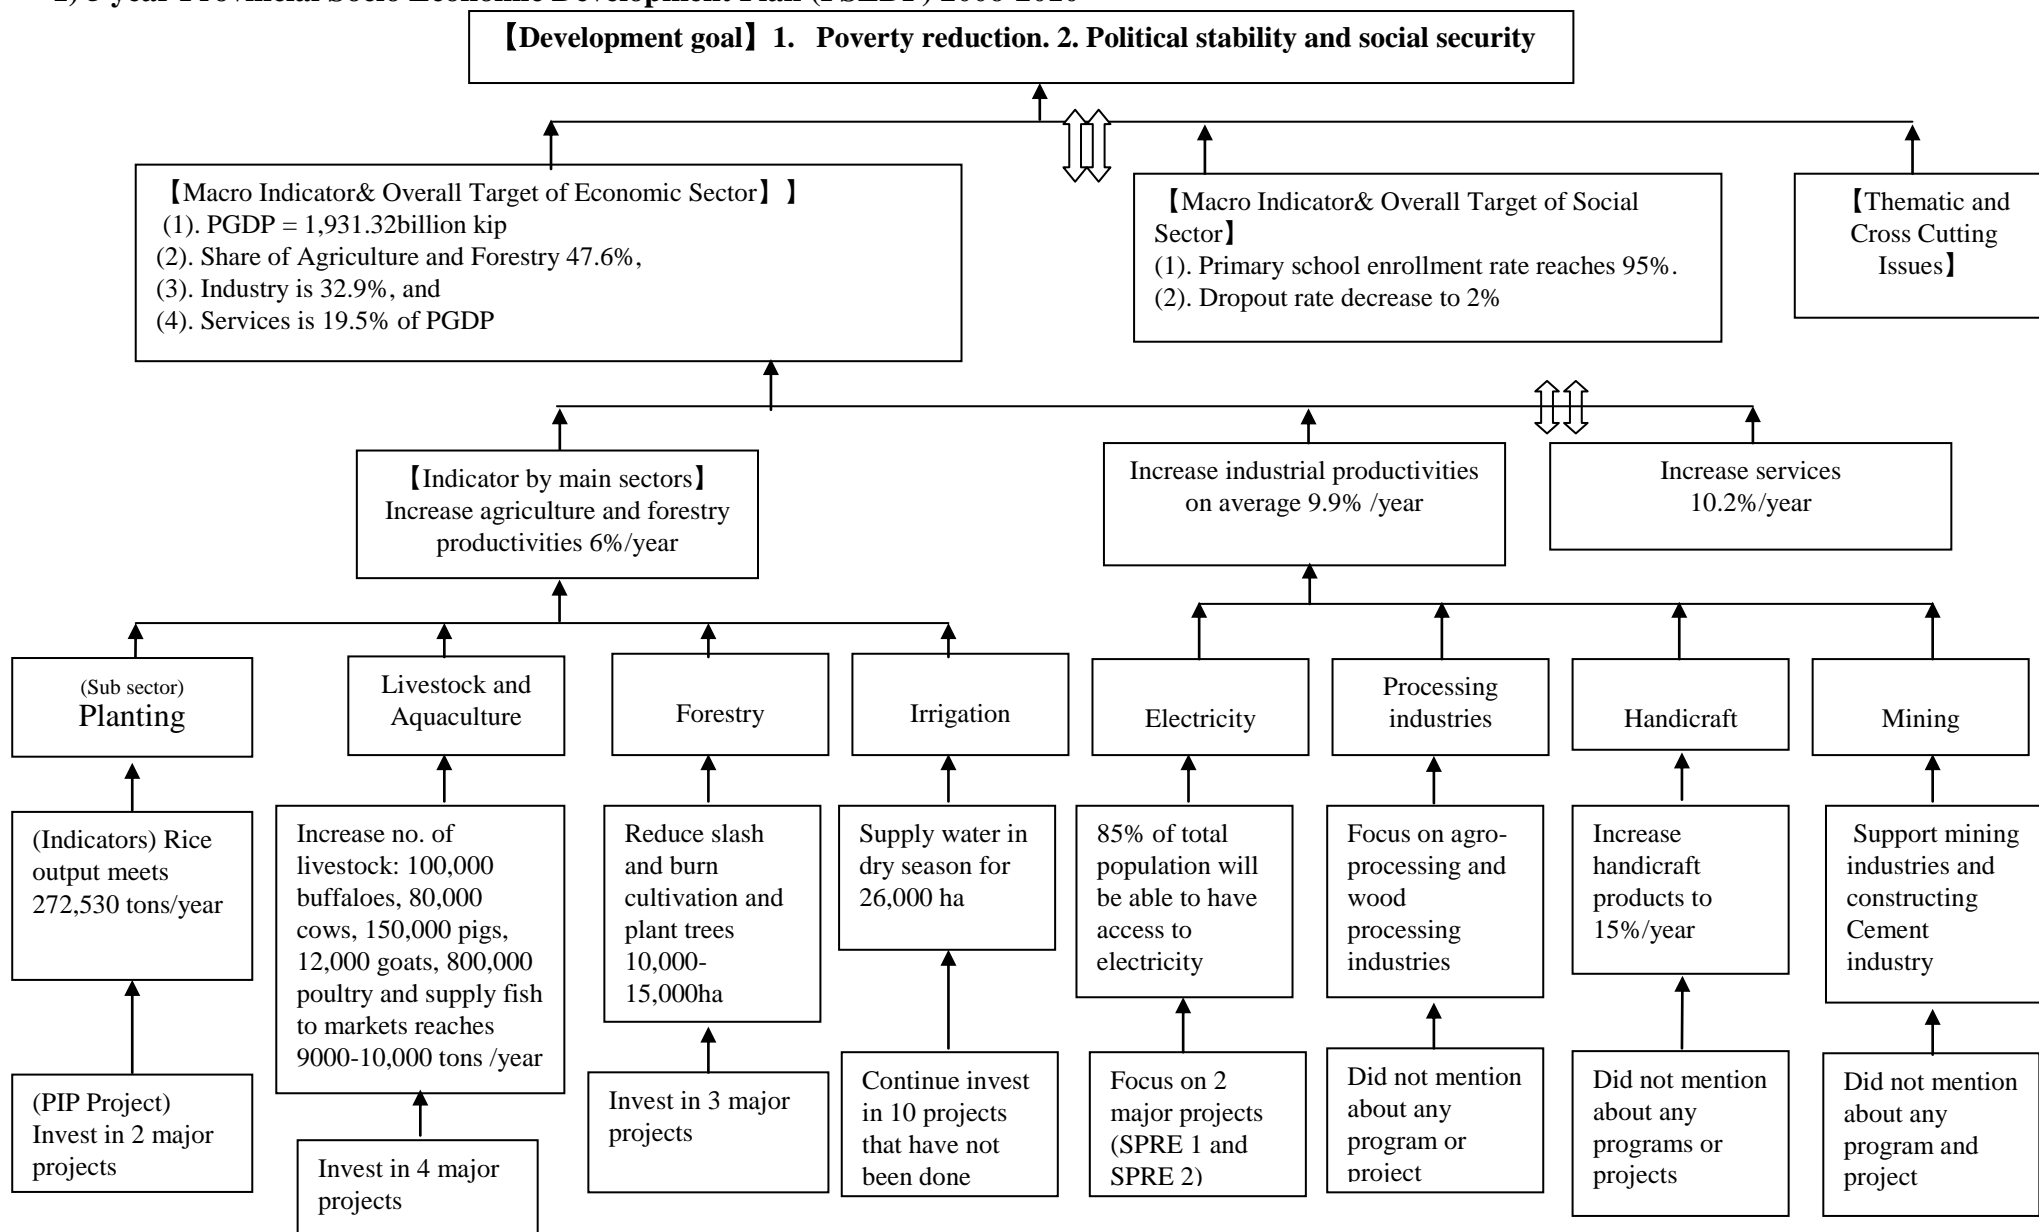 5 year Provincial Socio Economic Development Plan
【Development goal】1. Poverty reduction. 2. Political stability and social security
【Macro Indicator& Overall Target of Economic Sector】】
(1). PGDP = 1,931.32billion kip
(2). Share of Agriculture and Forestry 47.6%,
(3). Industry is 32.9%, and
(4). Services is 19.5% of PGDP
【Macro Indicator& Overall Target of Social
Sector】
(1). Primary school enrollment rate reaches 95%.
(2). Dropout rate decrease to 2%
【Thematic and
Cross Cutting
Issues】
【Indicator by main sectors】
Increase agriculture and forestry
productivities 6%/year
Increase industrial productivities
on average 9.9% /year
Increase services
10.2%/year
(Sub sector)
Planting
Livestock and
Aquaculture
Forestry
Irrigation
Electricity
Processing
industries
Handicraft
Mining
(Indicators) Rice
output meets
272,530 tons/year
Increase no. of
livestock: 100,000
buffaloes, 80,000
cows, 150,000 pigs,
12,000 goats, 800,000
poultry and supply fish
to markets reaches
9000-10,000 tons /year
Reduce slash
and burn
cultivation and
plant trees
10,000-
15,000ha
Supply water in
dry season for
26,000 ha
85% of total
population will
be able to have
access to
electricity
Focus on agro-
processing and
wood
processing
industries
Increase
handicraft
products to
15%/year
Support mining
industries and
constructing
Cement
industry
(PIP Project)
Invest in 2 major
projects
Invest in 4 major
projects
Invest in 3 major
projects
Continue invest
in 10 projects
that have not
been done
Focus on 2
major projects
(SPRE 1 and
SPRE 2)
Did not mention
about any
program or
project
Did not mention
about any
programs or
projects
Did not mention
about any
program and
project